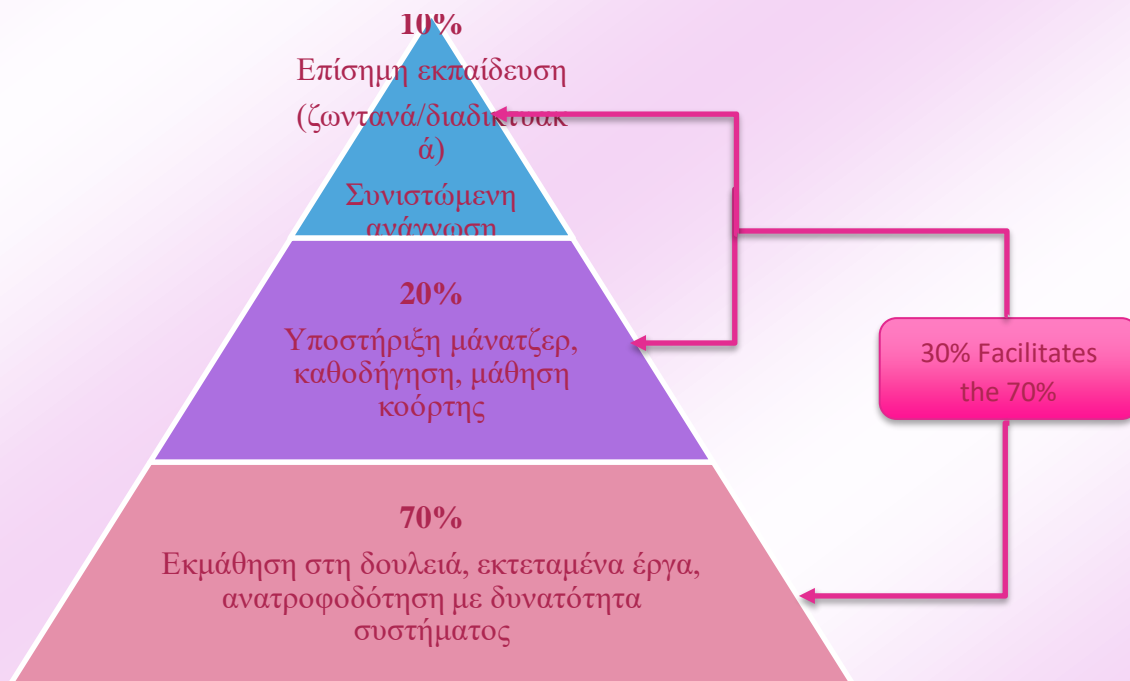 10%
Επίσημη εκπαίδευση
(ζωντανά/διαδικτυακ
ά)
Συνιστώμενη
ανάγνωση
20%
Υποστήριξη μάνατζερ,
καθοδήγηση, μάθηση
κοόρτης
70%
Εκμάθηση στη δουλειά, εκτεταμένα έργα,
ανατροφοδότηση με δυνατότητα
συστήματος
30% Facilitates
the 70%